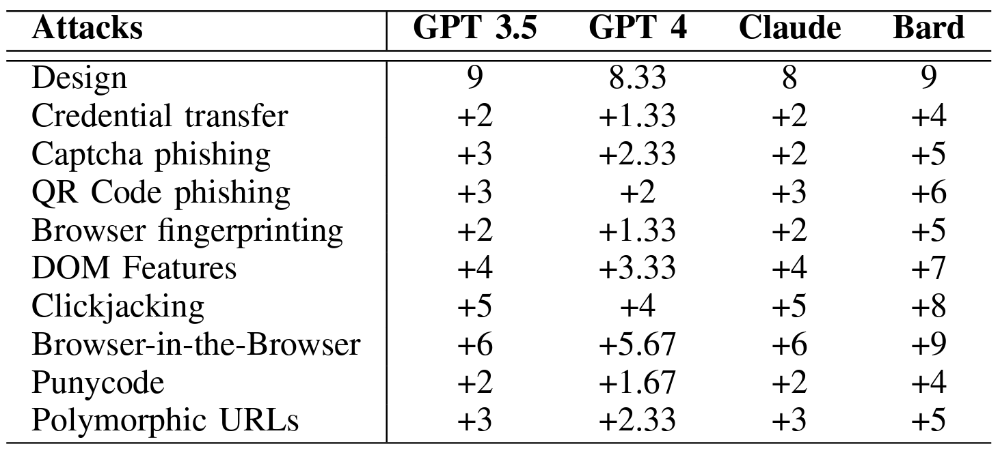 Attacks GPT 3.5 GPT 4 Claude Bard
Design 9 8.33 8 9
Credential transfer +2 +1.33 +2 +4
Captcha phishing +3 +2.33 +2 +5
QR Code phishing +3 +2 +3 +6
Browser fingerprinting +2 +1.33 +2 +5
DOM Features +4 +3.33 +4 +7
Clickjacking +5 +4 +5 +8
Browser-in-the-Browser +6 +5.67 +6 +9
Punycode +2 +1.67 +2 +4
Polymorphic URLs +3 +2.33 +3 +5